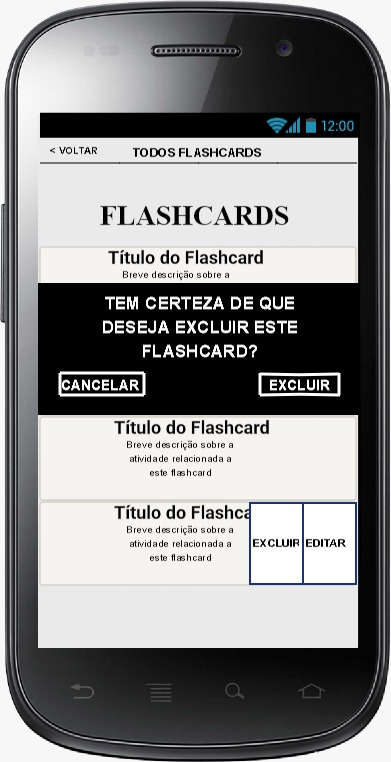 12:00
< VOLTAR
TODOS FLASHCARDS
FLASHCARDS
Título do Flashcard
Breve descrição sobre a
TEM CERTEZA DE QUE
DESEJA EXCLUIR ESTE
FLASHCARD?
CANCELAR
EXCLUIR
Título do Flashcard
Breve descrição sobre a
atividade relacionada a
este flashcard
Título do Flashca
Breve descrição sobre a
atividade relacionada a
este flashcard
EXCLUIR
EDITAR